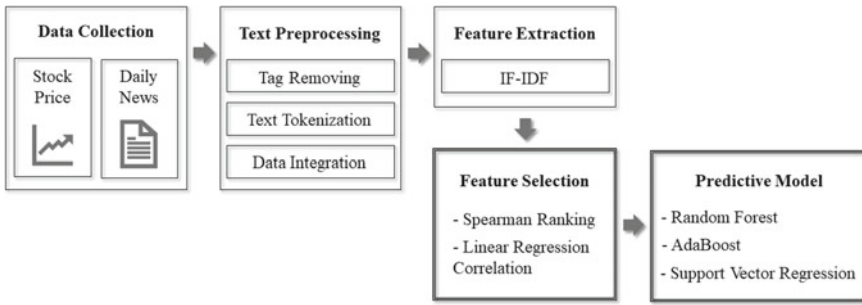 Data Collection
Stock
Price
Daily
News
Text Preprocessing
Tag Removing
Text Tokenization
Data Integration
Feature Extraction
IF-IDF
Feature Selection
- Spearman Ranking
- Linear Regression
Correlation
Predictive Model
- Random Forest
- AdaBoost
- Support Vector Regression